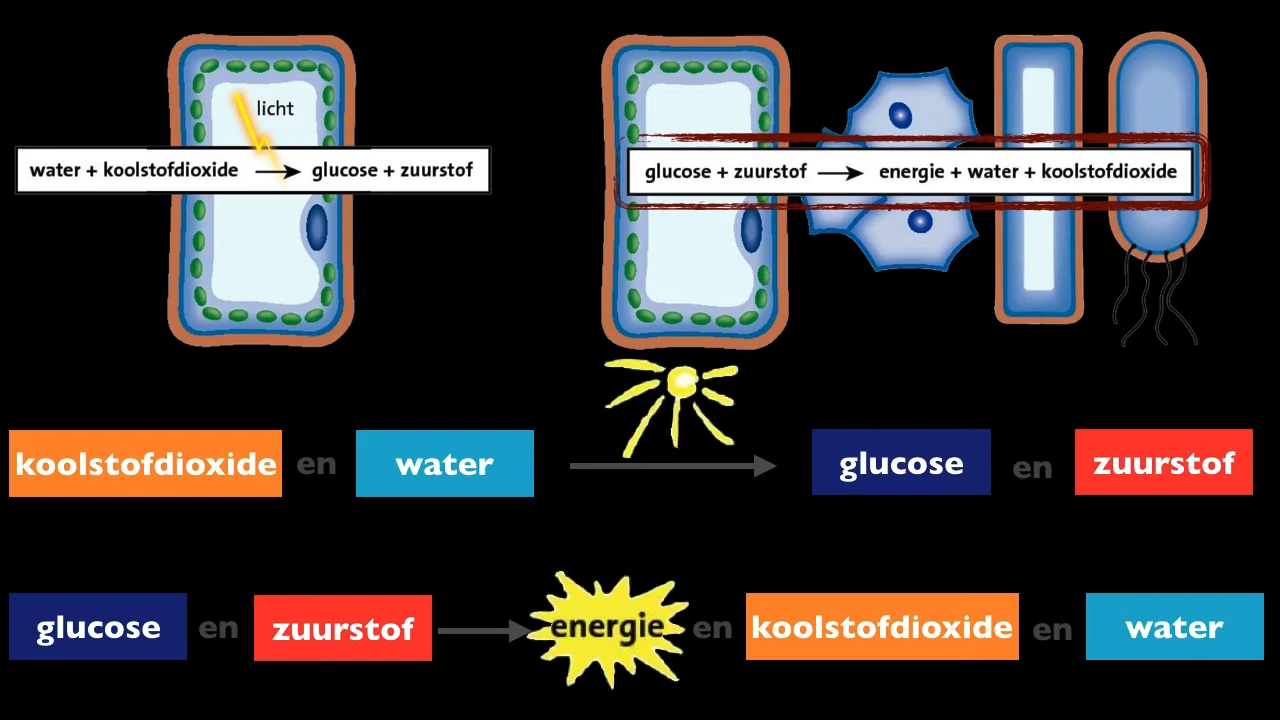 licht
water + koolstofdioxide → glucose + zuurstof
glucose + zuurstof → energie + water + koolstofdioxide
koolstofdioxide en water → glucose en zuurstof
glucose en zuurstof → energie en koolstofdioxide en water